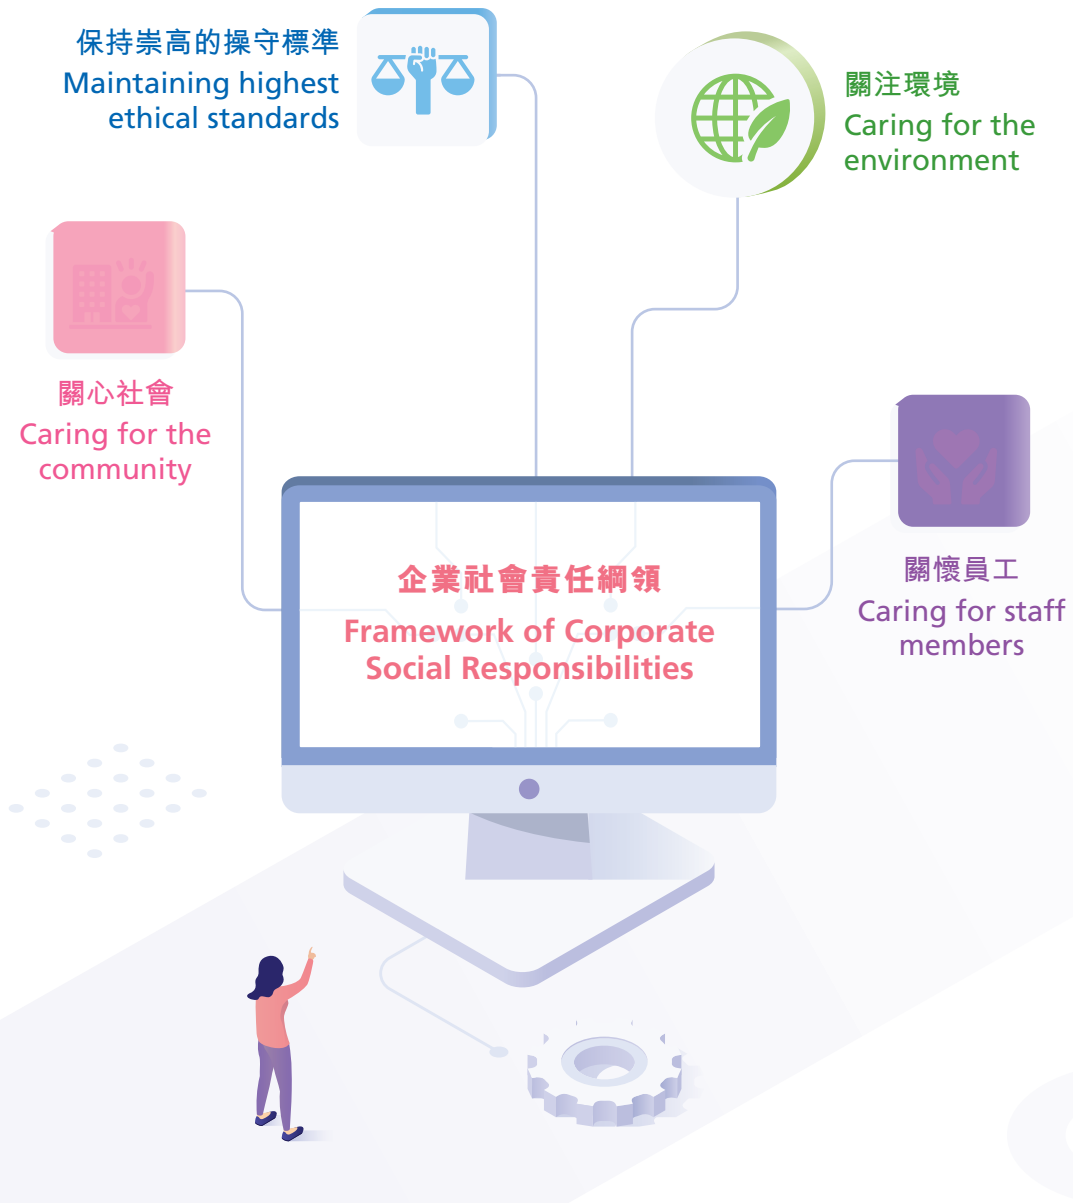 保持崇高的操守標準
Maintaining highest
ethical standards
關注環境
Caring for the
environment
關心社會
Caring for the
community
關懷員工
Caring for staff
members
企業社會責任綱領
Framework of Corporate
Social Responsibilities